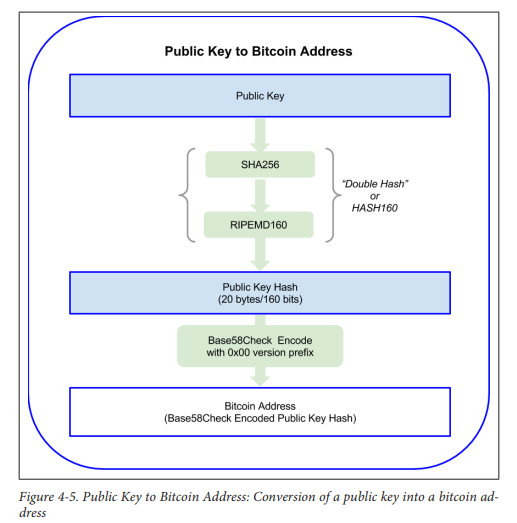 Public Key to Bitcoin Address
Public Key
SHA256
"Double Hash"
or
HASH160
RIPEMD160
Public Key Hash
(20 bytes/160 bits)
Base58Check Encode
with 0x00 version prefix
Bitcoin Address
(Base58Check Encoded Public Key Hash)
Figure 4-5. Public Key to Bitcoin Address: Conversion of a public key into a bitcoin ad-
dress